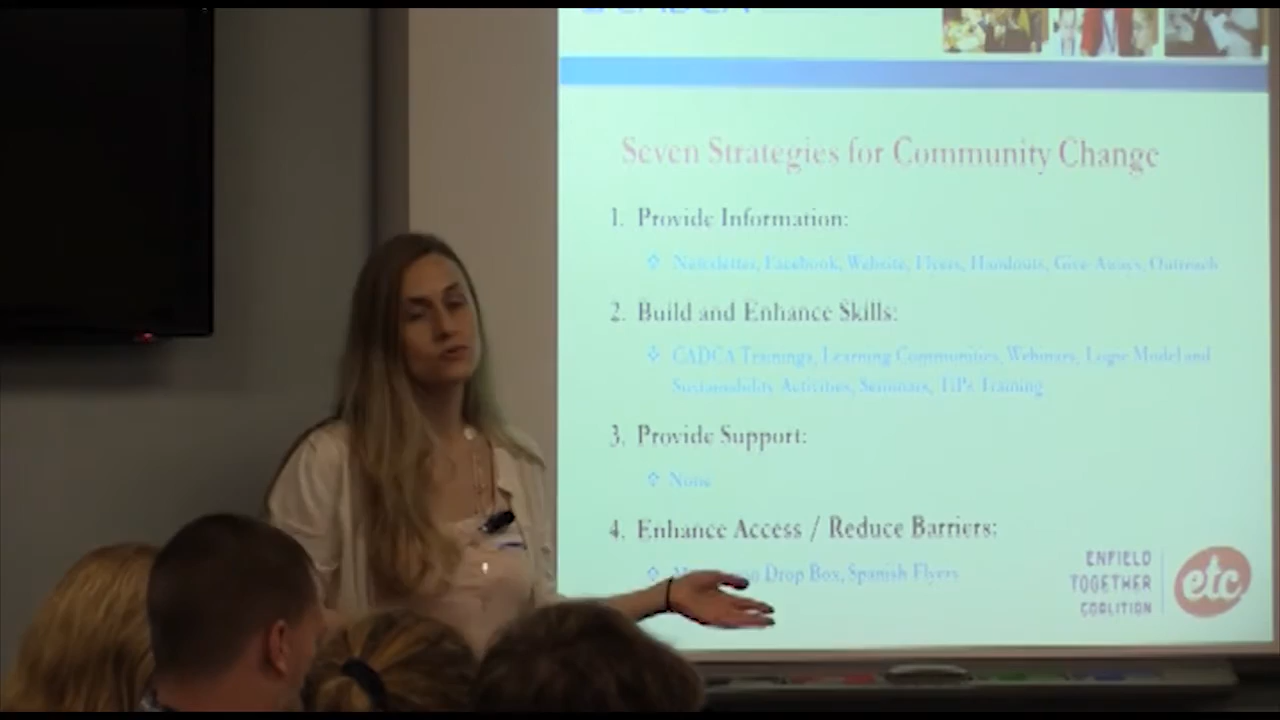 CADCA
Seven Strategies for Community Change
1. Provide Information:
Newsletter, Facebook, Website, Flyers, Handouts, Give Aways, Outreach
2. Build and Enhance Skills:
CADCA Trainings, Learning Communities, Webinars, Logic Model and
Sustainability Activities, Seminars, TIPs Training
3. Provide Support:
None
4. Enhance Access / Reduce Barriers:
Drop Box, Spanish Flyers
ENFIELD
TOGETHER
COALITION
etc